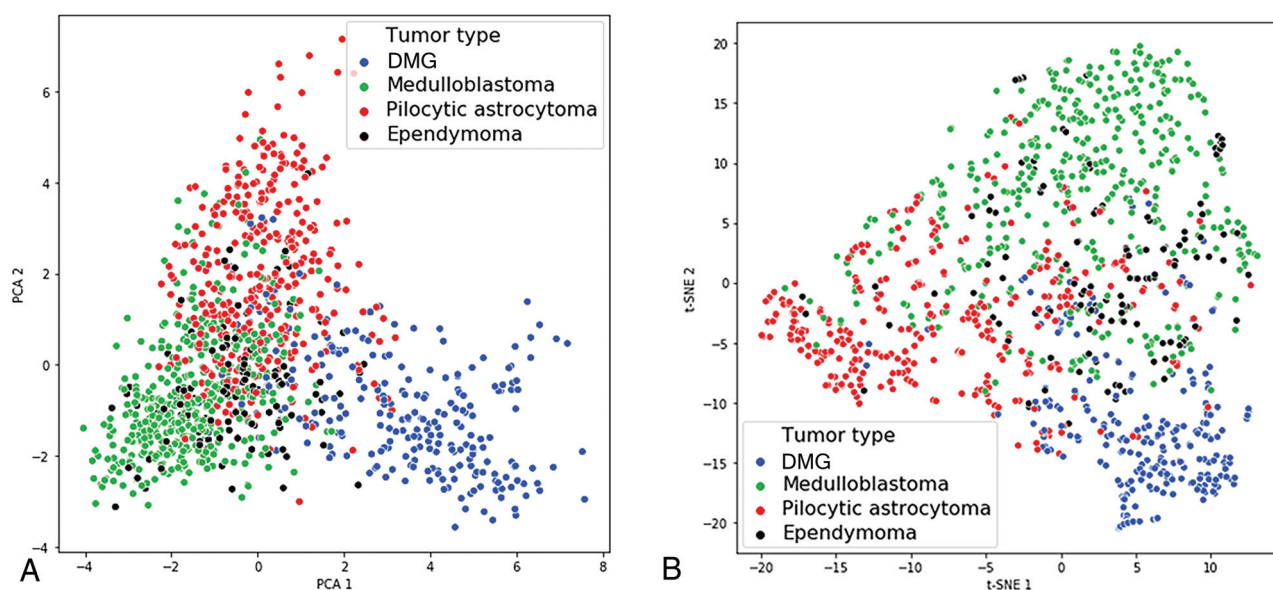 Tumor type
DMG
Medulloblastoma
Pilocytic astrocytoma
Ependymoma
6
4
2
0
−2
−4
PCA 2
−4
−2
0
2
4
6
8
PCA 1
A
20
15
10
5
0
−5
−10
−15
−20
t-SNE 2
Tumor type
DMG
Medulloblastoma
Pilocytic astrocytoma
Ependymoma
−20
−15
−10
−5
0
5
10
t-SNE 1
B